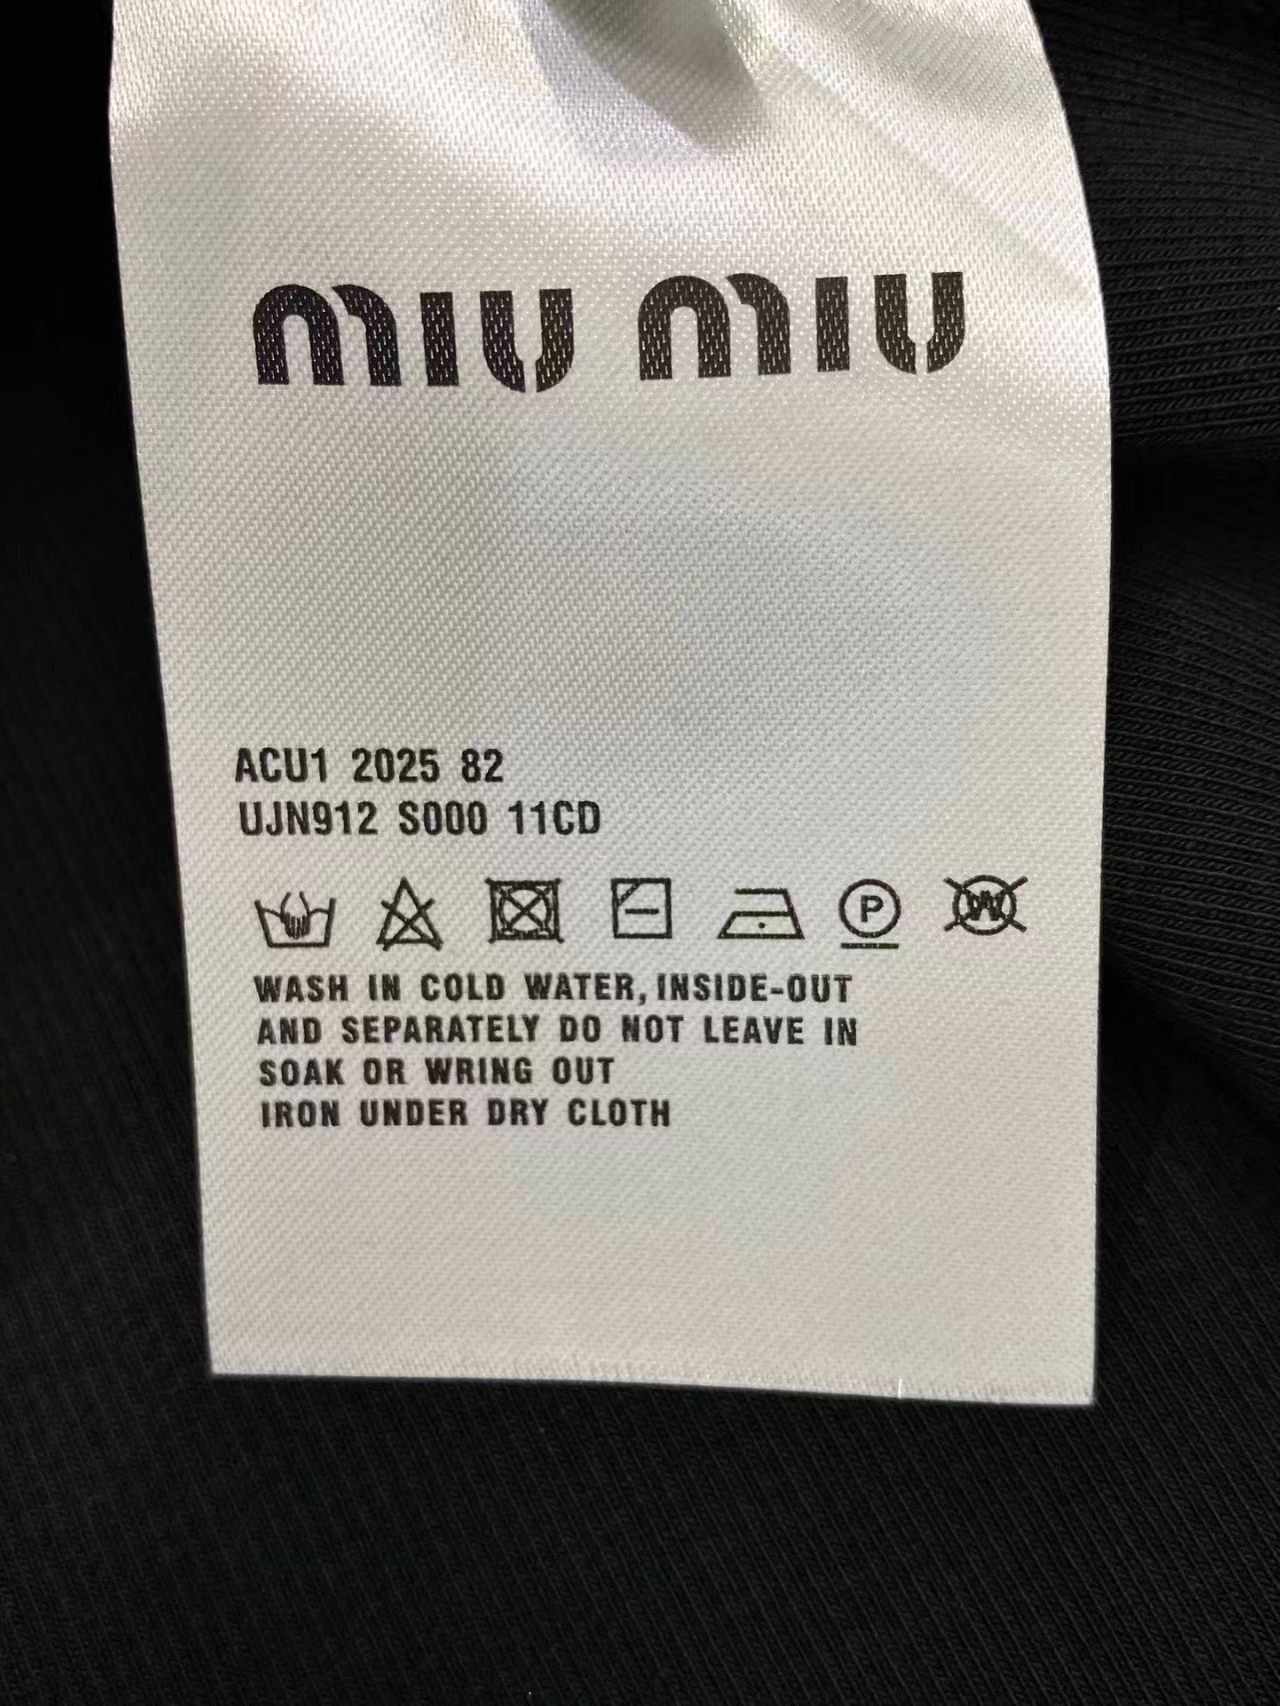 miu miu
ACU1 2025 82
UJN912 S000 11CD
P W
WASH IN COLD WATER, INSIDE-OUT
AND SEPARATELY DO NOT LEAVE IN
SOAK OR WRING OUT
IRON UNDER DRY CLOTH